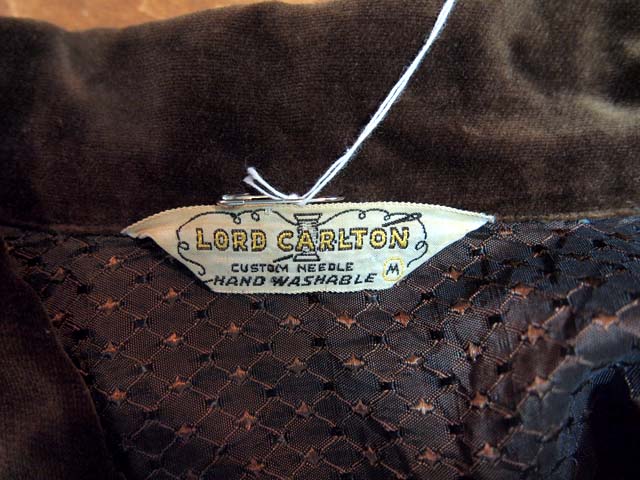 LORD CARLTON
CUSTOM NEEDLE
HAND WASHABLE
M